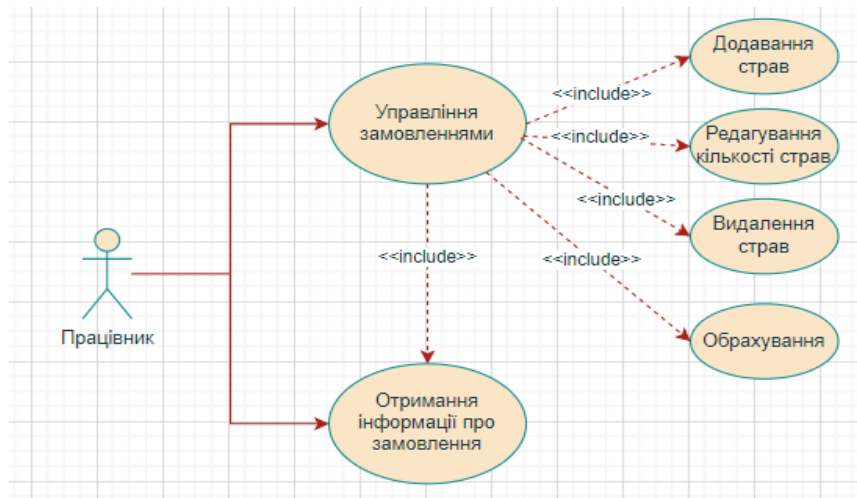 Додавання
страв
<<include>>
Управління
замовленнями
<<include>>
Редагування
кількості страв
<<include>>
Видалення
страв
<<include>>
<<include>>
Працівник
Обрахування
Отримання
інформації про
замовлення